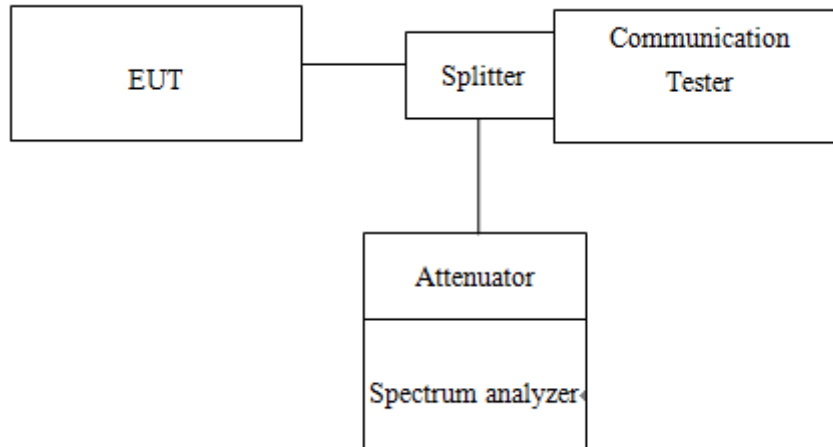 EUT
Splitter
Communication
Tester
Attenuator
Spectrum analyzer